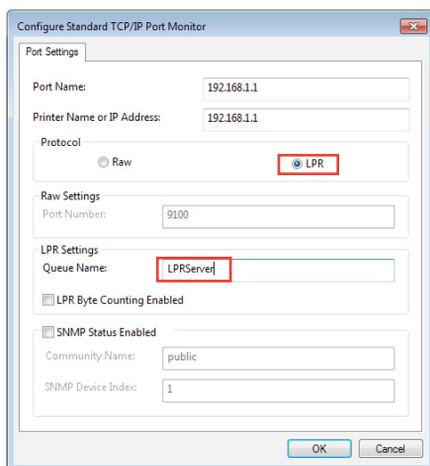 Configure Standard TCP/IP Port Monitor
Port Settings
Port Name: 192.168.1.1
Printer Name or IP Address: 192.168.1.1
Protocol
Raw LPR
Raw Settings
Port Number: 9100
LPR Settings
Queue Name: LPRServer
LPR Byte Counting Enabled
SNMP Status Enabled
Community Name: public
SNMP Device Index: 1
OK Cancel